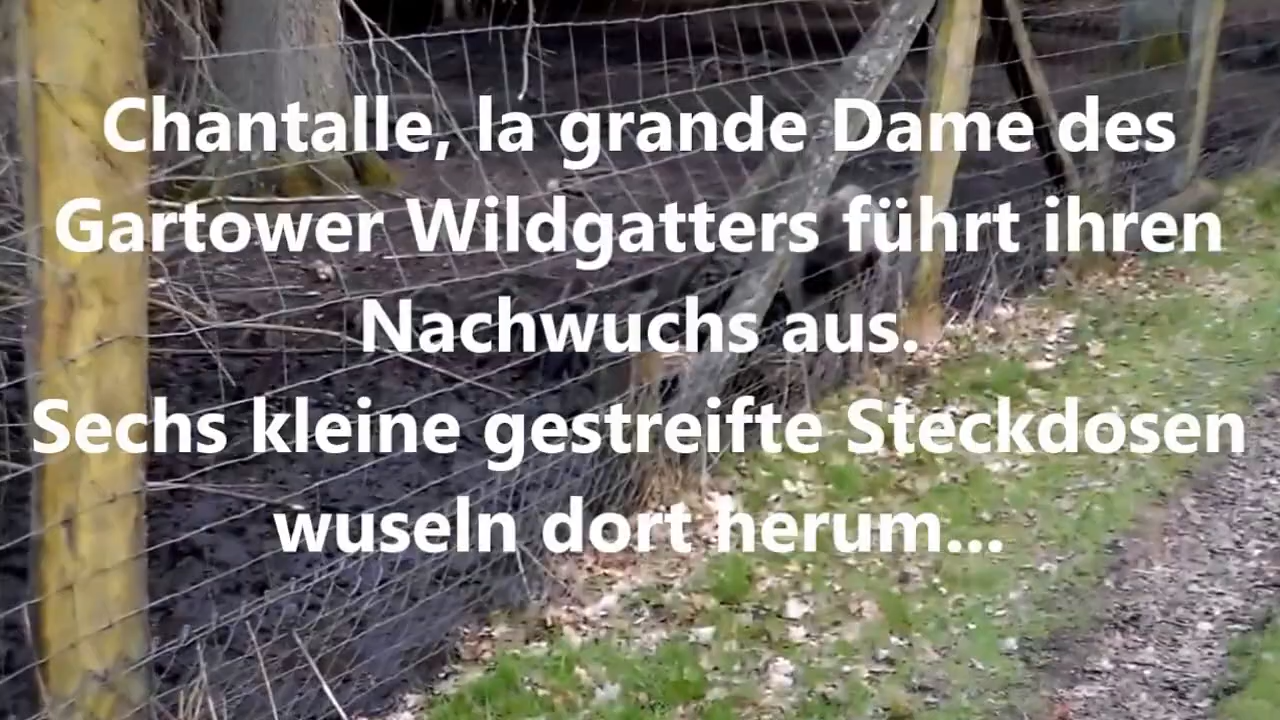 Chantalle, la grande Dame des
Gartower Wildgatters führt ihren
Nachwuchs aus.
Sechs kleine gestreifte Steckdosen
wuseln dort herum...